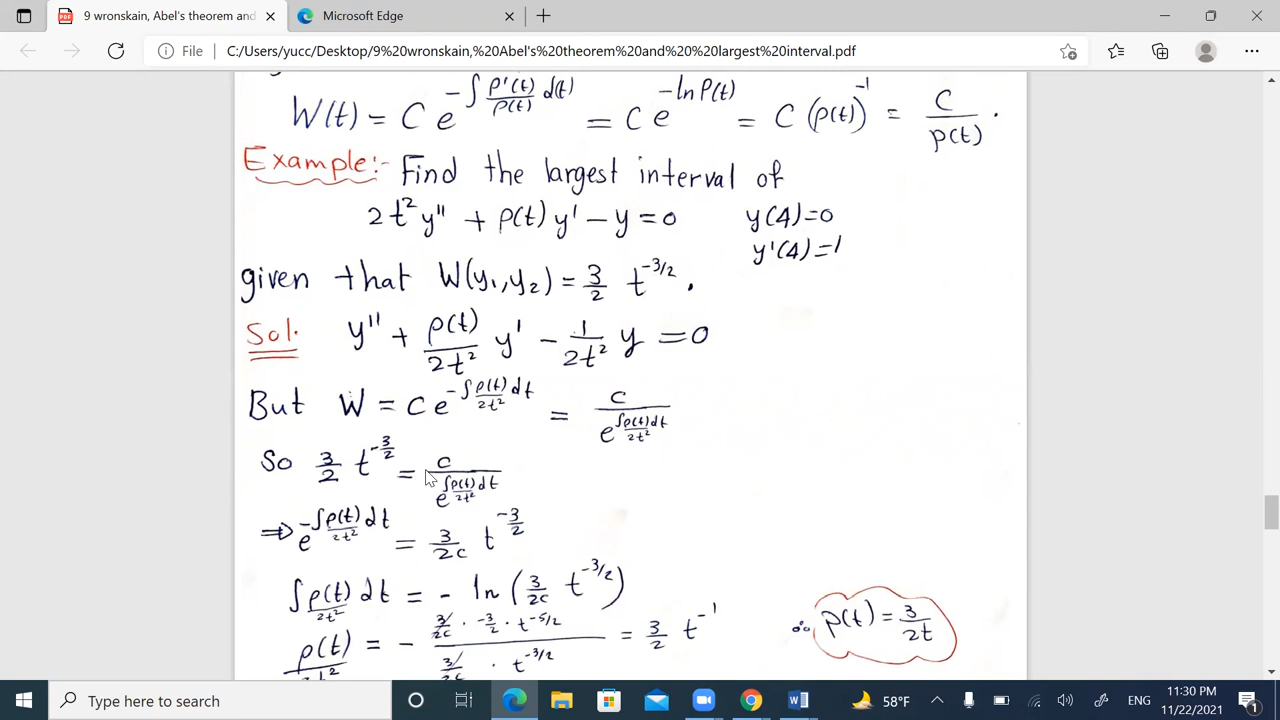 9 wronskain, Abel's theorem and
Microsoft Edge
File C:/Users/yucc/Desktop/9%20wronskain,%20Abel's%20theorem%20and%20%20largest%20interval.pdf
W(t) = C e^{-∫ P'(t)/P(t) d(t)} = C e^{-ln P(t)} = C (P(t))^{-1} = C/P(t) .
Example:- Find the largest interval of
2t² y'' + P(t) y' - y = 0 y(4)=0
y'(4)=1
given that W(y₁,y₂) = 3/2 t^{-3/2} .
Sol: y'' + P(t)/2t² y' - 1/2t² y = 0
But W = C e^{-∫ P(t)/2t² dt} = C / e^{∫ P(t)/2t² dt}
So 3/2 t^{-3/2} = C / e^{∫ P(t)/2t² dt}
⇒ e^{-∫ P(t)/2t² dt} = 3/2C t^{-3/2}
∫ P(t)/2t² dt = - ln (3/2C t^{-3/2})
P(t)/2t² = - (3/2C · -3/2 · t^{-5/2}) / (3/2C · t^{-3/2}) = 3/2 t^{-1} ∴ P(t) = 3/2t
Type here to search
58°F
ENG
11:30 PM
11/22/2021
1